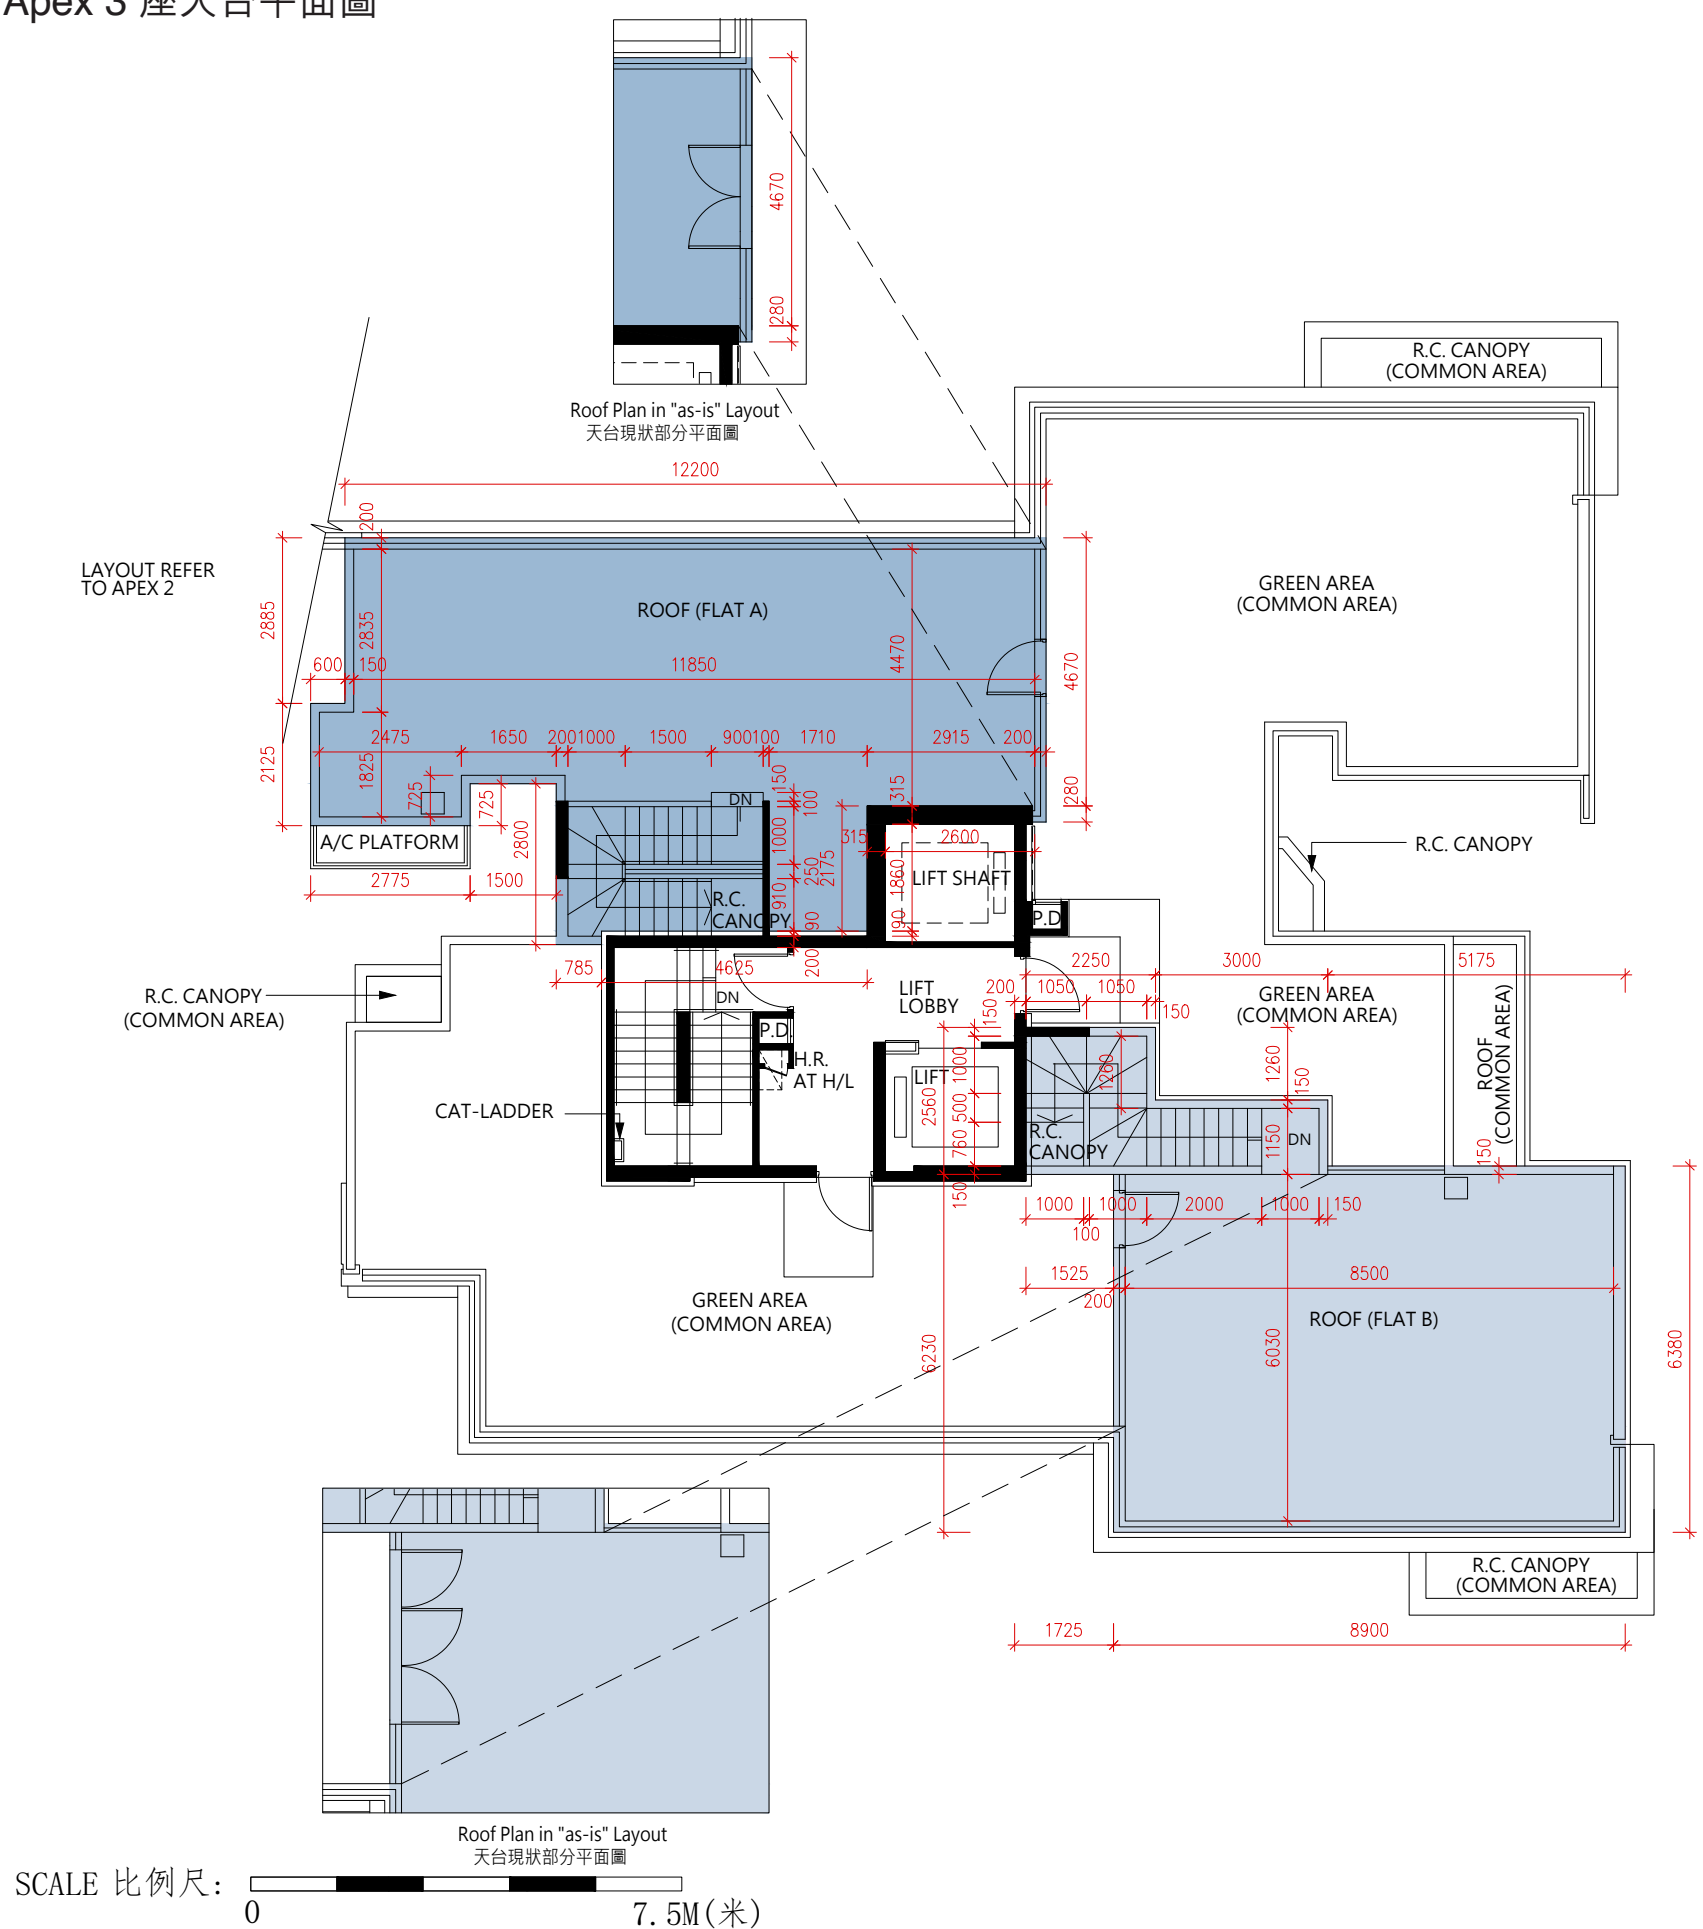 Apex 3 座天台平面圖
4670
280
Roof Plan in "as-is" Layout
天台現狀部分平面圖
R.C. CANOPY
(COMMON AREA)
12200
200
LAYOUT REFER
TO APEX 2
2885
2835
ROOF (FLAT A)
4470
4670
GREEN AREA
(COMMON AREA)
600
150
11850
2475
1650
200
1000
1500
900
100
1710
2915
200
2125
1825
725
725
150
100
315
280
DN
A/C PLATFORM
2800
1000
250
2175
910
90
315
2600
1860
90
LIFT SHAFT
R.C. CANOPY
2775
1500
R.C.
CANOPY
P.D
200
785
4625
2250
3000
5175
R.C. CANOPY
(COMMON AREA)
DN
LIFT
LOBBY
200
1050
1050
150
150
GREEN AREA
(COMMON AREA)
ROOF
(COMMON AREA)
P.D.
H.R.
AT H/L
LIFT
2560
1000
500
760
150
1260
1260
150
CAT-LADDER
R.C.
CANOPY
1150
DN
150
1000
100
1000
2000
1000
150
1525
200
8500
GREEN AREA
(COMMON AREA)
ROOF (FLAT B)
6230
6030
6380
R.C. CANOPY
(COMMON AREA)
1725
8900
Roof Plan in "as-is" Layout
天台現狀部分平面圖
SCALE 比例尺:
0
7.5M(米)